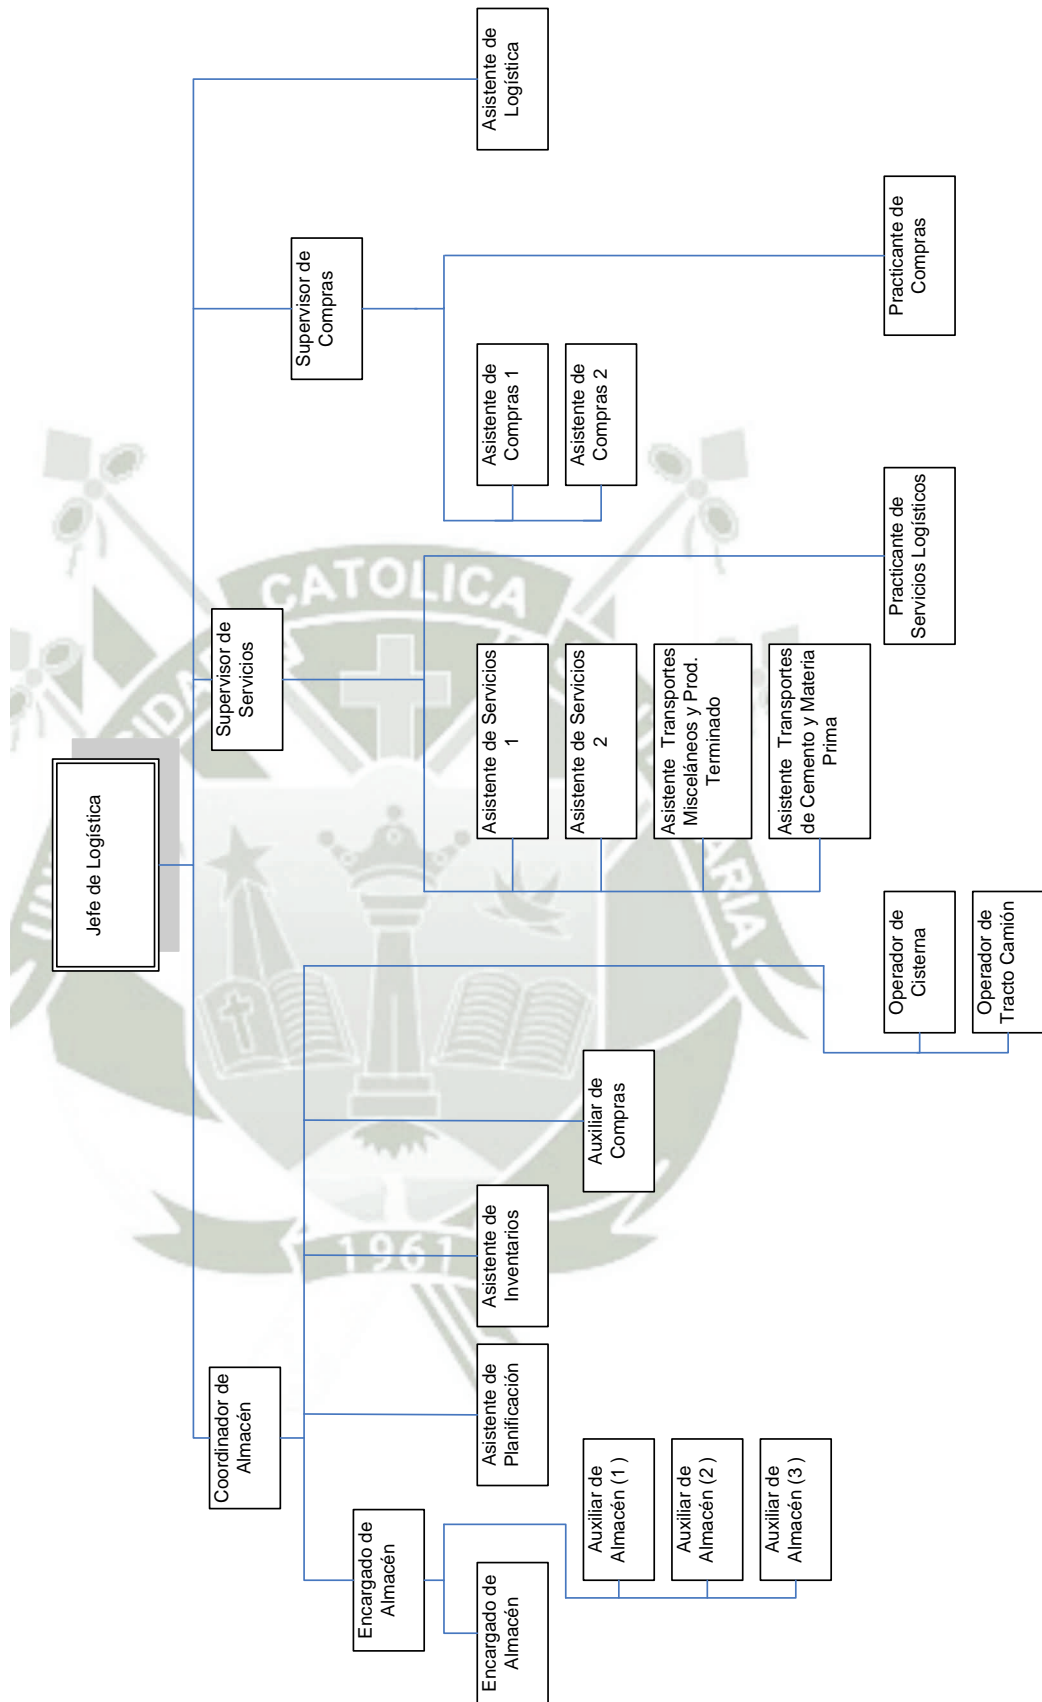 Jefe de Logística
Coordinador de
Almacén
Supervisor de
Servicios
Supervisor de
Compras
Asistente de
Logística
Encargado de
Almacén
Encargado de
Almacén
Auxiliar de
Almacén (1 )
Auxiliar de
Almacén (2 )
Auxiliar de
Almacén (3 )
Asistente de
Planificación
Asistente de
Inventarios
Auxiliar de
Compras
Operador de
Cisterna
Operador de
Tracto Camión
Asistente de Servicios
1
Asistente de Servicios
2
Asistente Transportes
Misceláneos y Prod.
Terminado
Asistente Transportes
de Cemento y Materia
Prima
Practicante de
Servicios Logísticos
Asistente de
Compras 1
Asistente de
Compras 2
Practicante de
Compras
CATOLICA
1961